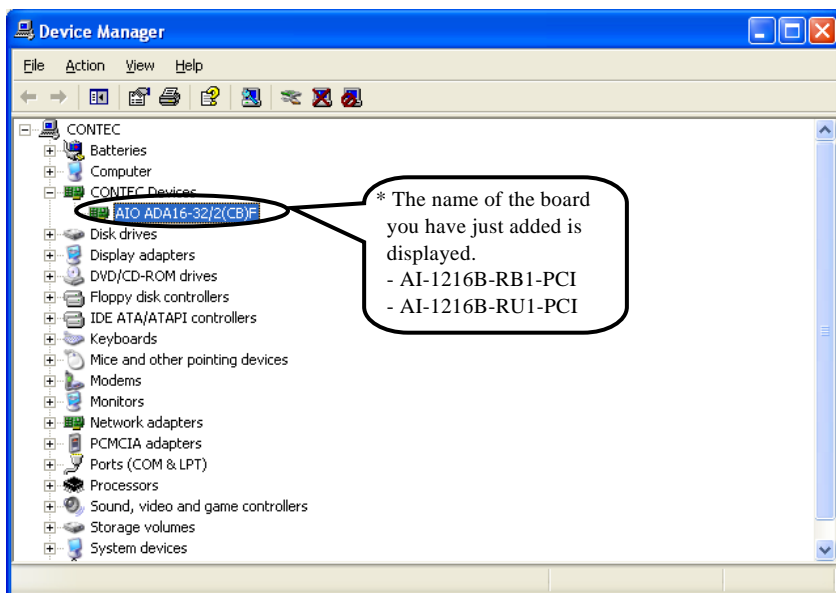 Device Manager
File Action View Help
CONTEC
Batteries
Computer
CONTEC Devices
AIO ADA16-32/2(CB)F
Disk drives
Display adapters
DVD/CD-ROM drives
Floppy disk controllers
IDE ATA/ATAPI controllers
Keyboards
Mice and other pointing devices
Modems
Monitors
Network adapters
PCMCIA adapters
Ports (COM & LPT)
Processors
Sound, video and game controllers
Storage volumes
System devices
* The name of the board
you have just added is
displayed.
- AI-1216B-RB1-PCI
- AI-1216B-RU1-PCI